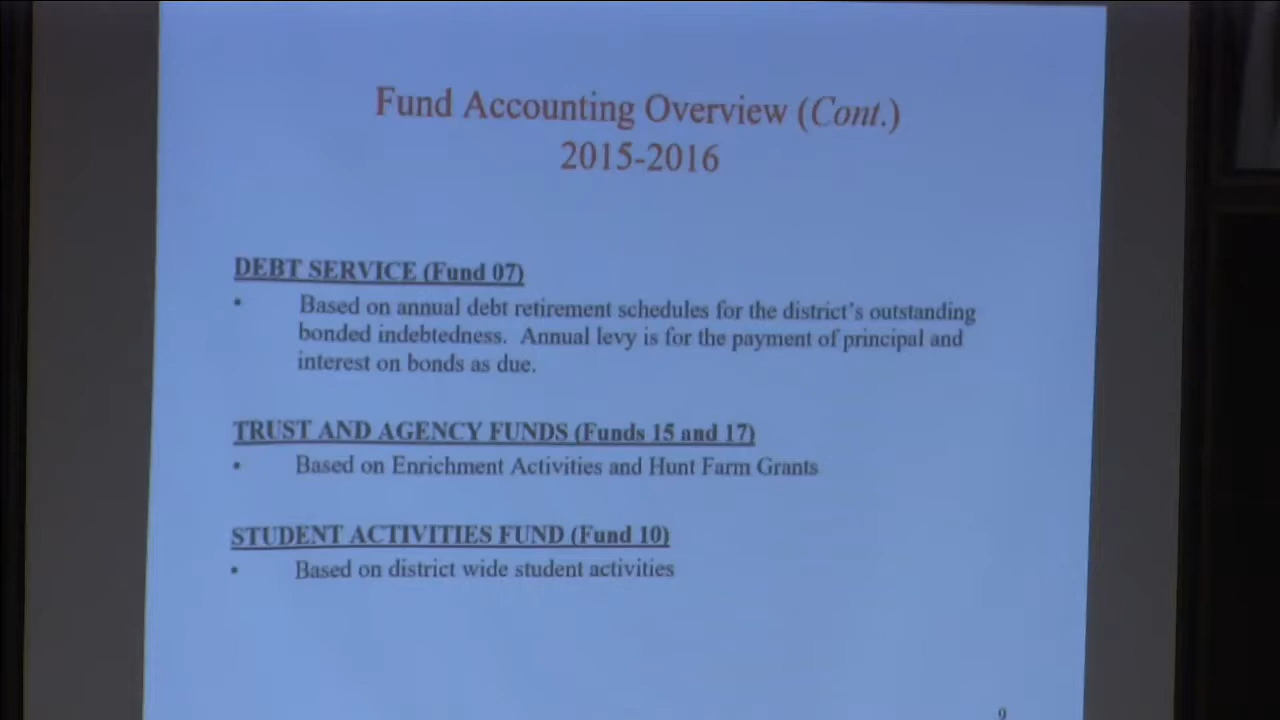 Fund Accounting Overview (Cont.)
2015-2016
DEBT SERVICE (Fund 07)
• Based on annual debt retirement schedules for the district's outstanding
bonded indebtedness. Annual levy is for the payment of principal and
interest on bonds as due.
TRUST AND AGENCY FUNDS (Funds 15 and 17)
• Based on Enrichment Activities and Hunt Farm Grants
STUDENT ACTIVITIES FUND (Fund 10)
• Based on district wide student activities
9